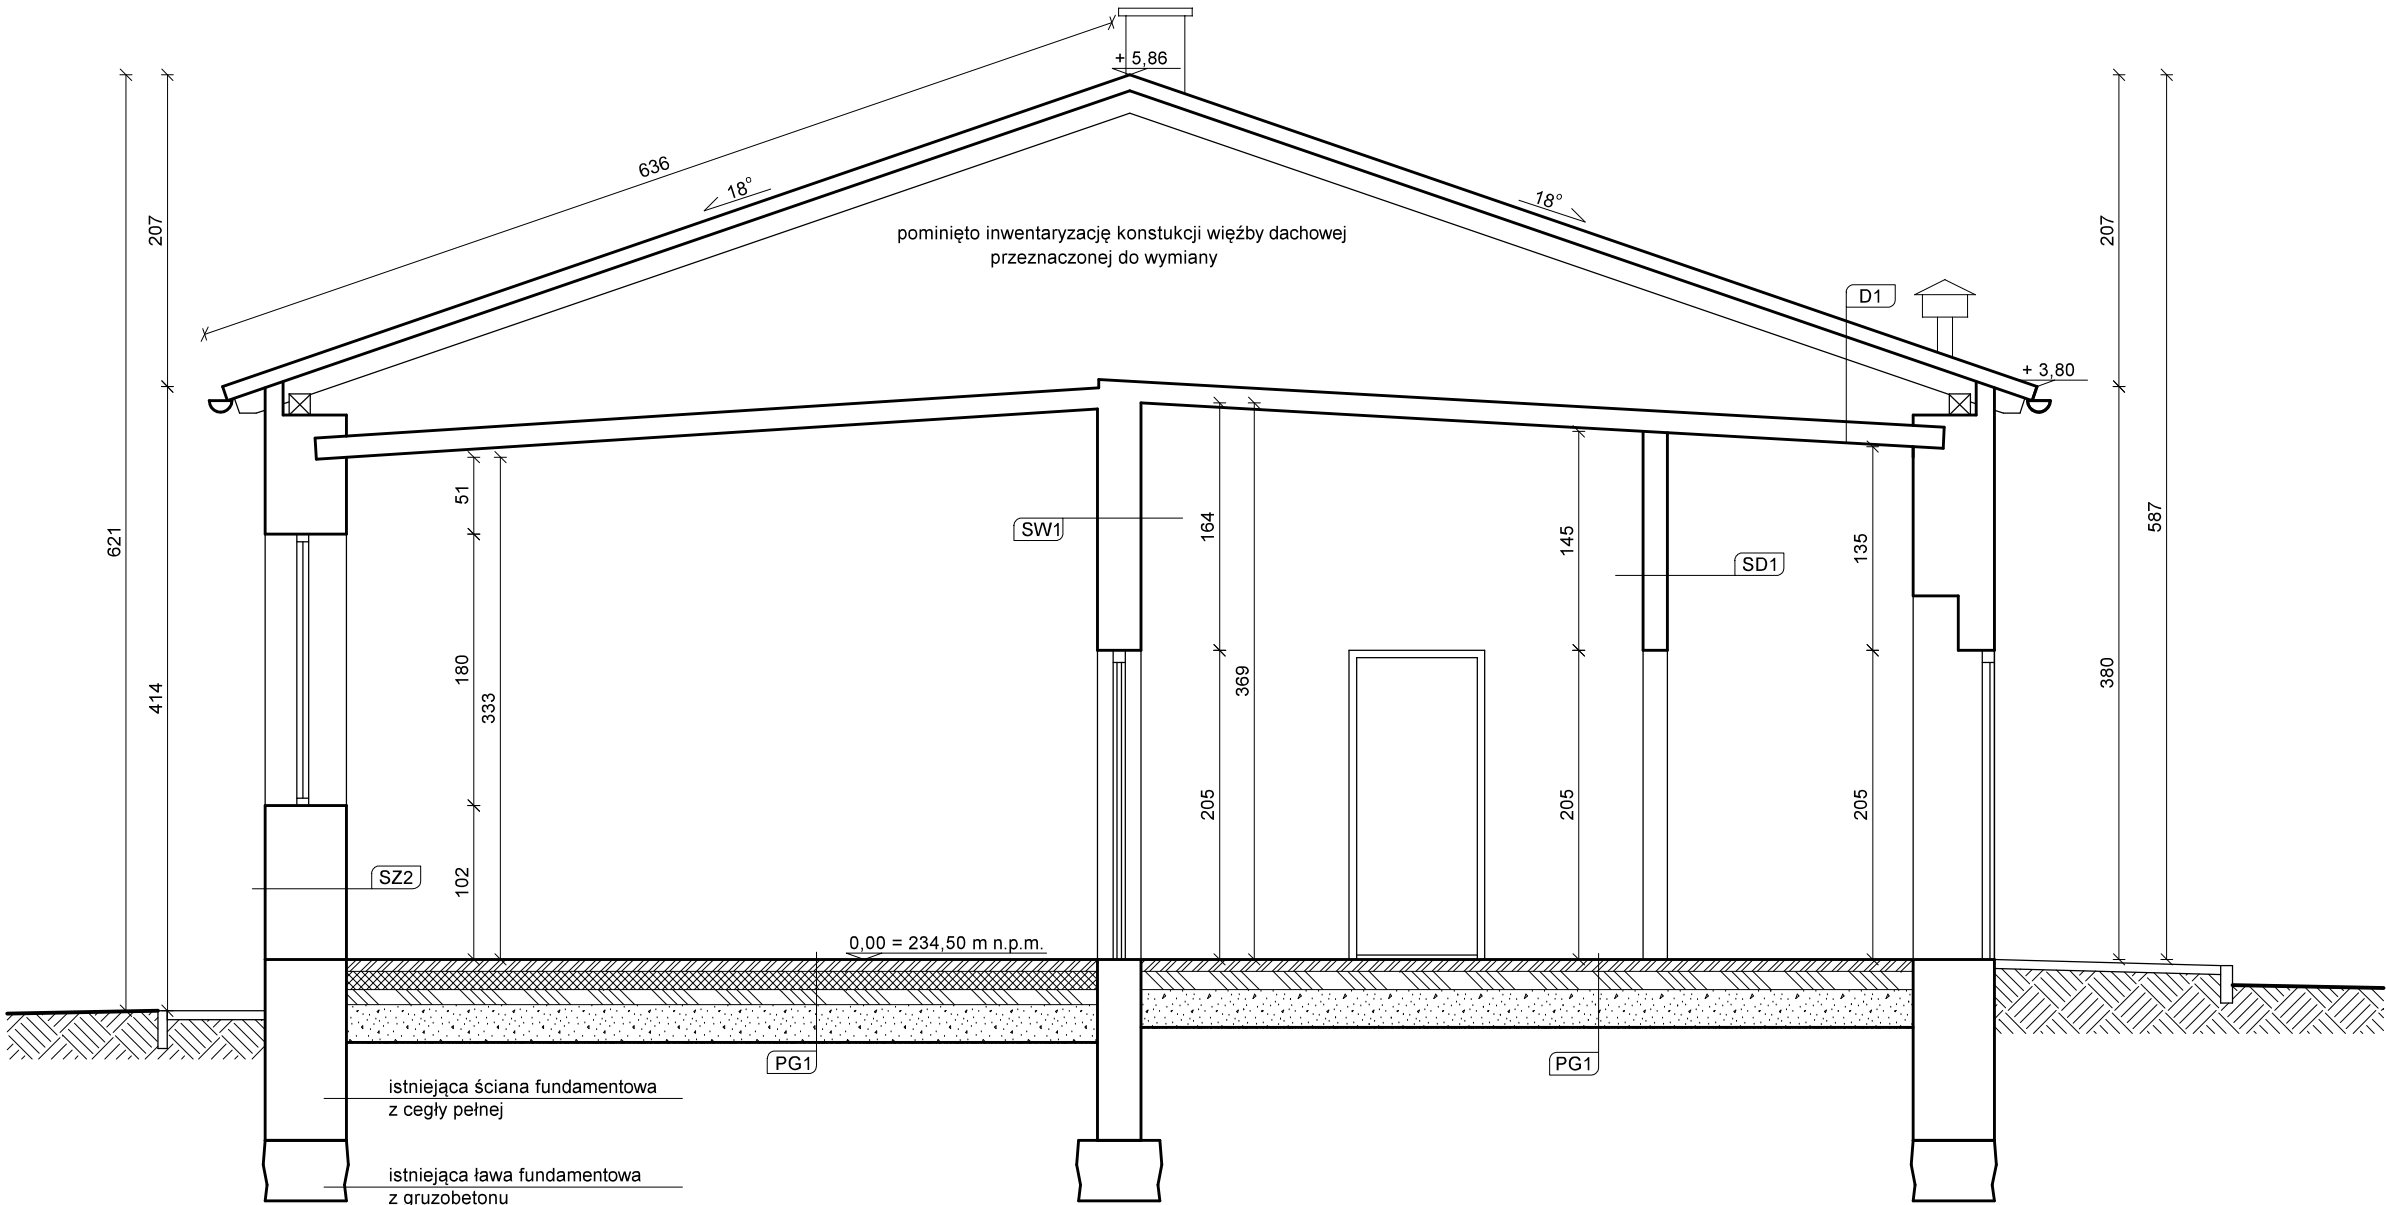 + 5,86
636
18°
18°
207
207
pominięto inwentaryzację konstukcji więźby dachowej
przeznaczonej do wymiany
D1
+ 3,80
51
SW1
164
145
135
SD1
621
587
414
180
333
369
380
205
205
205
102
SZ2
0,00 = 234,50 m n.p.m.
PG1
PG1
istniejąca ściana fundamentowa
z cegły pełnej
istniejąca ława fundamentowa
z gruzobetonu